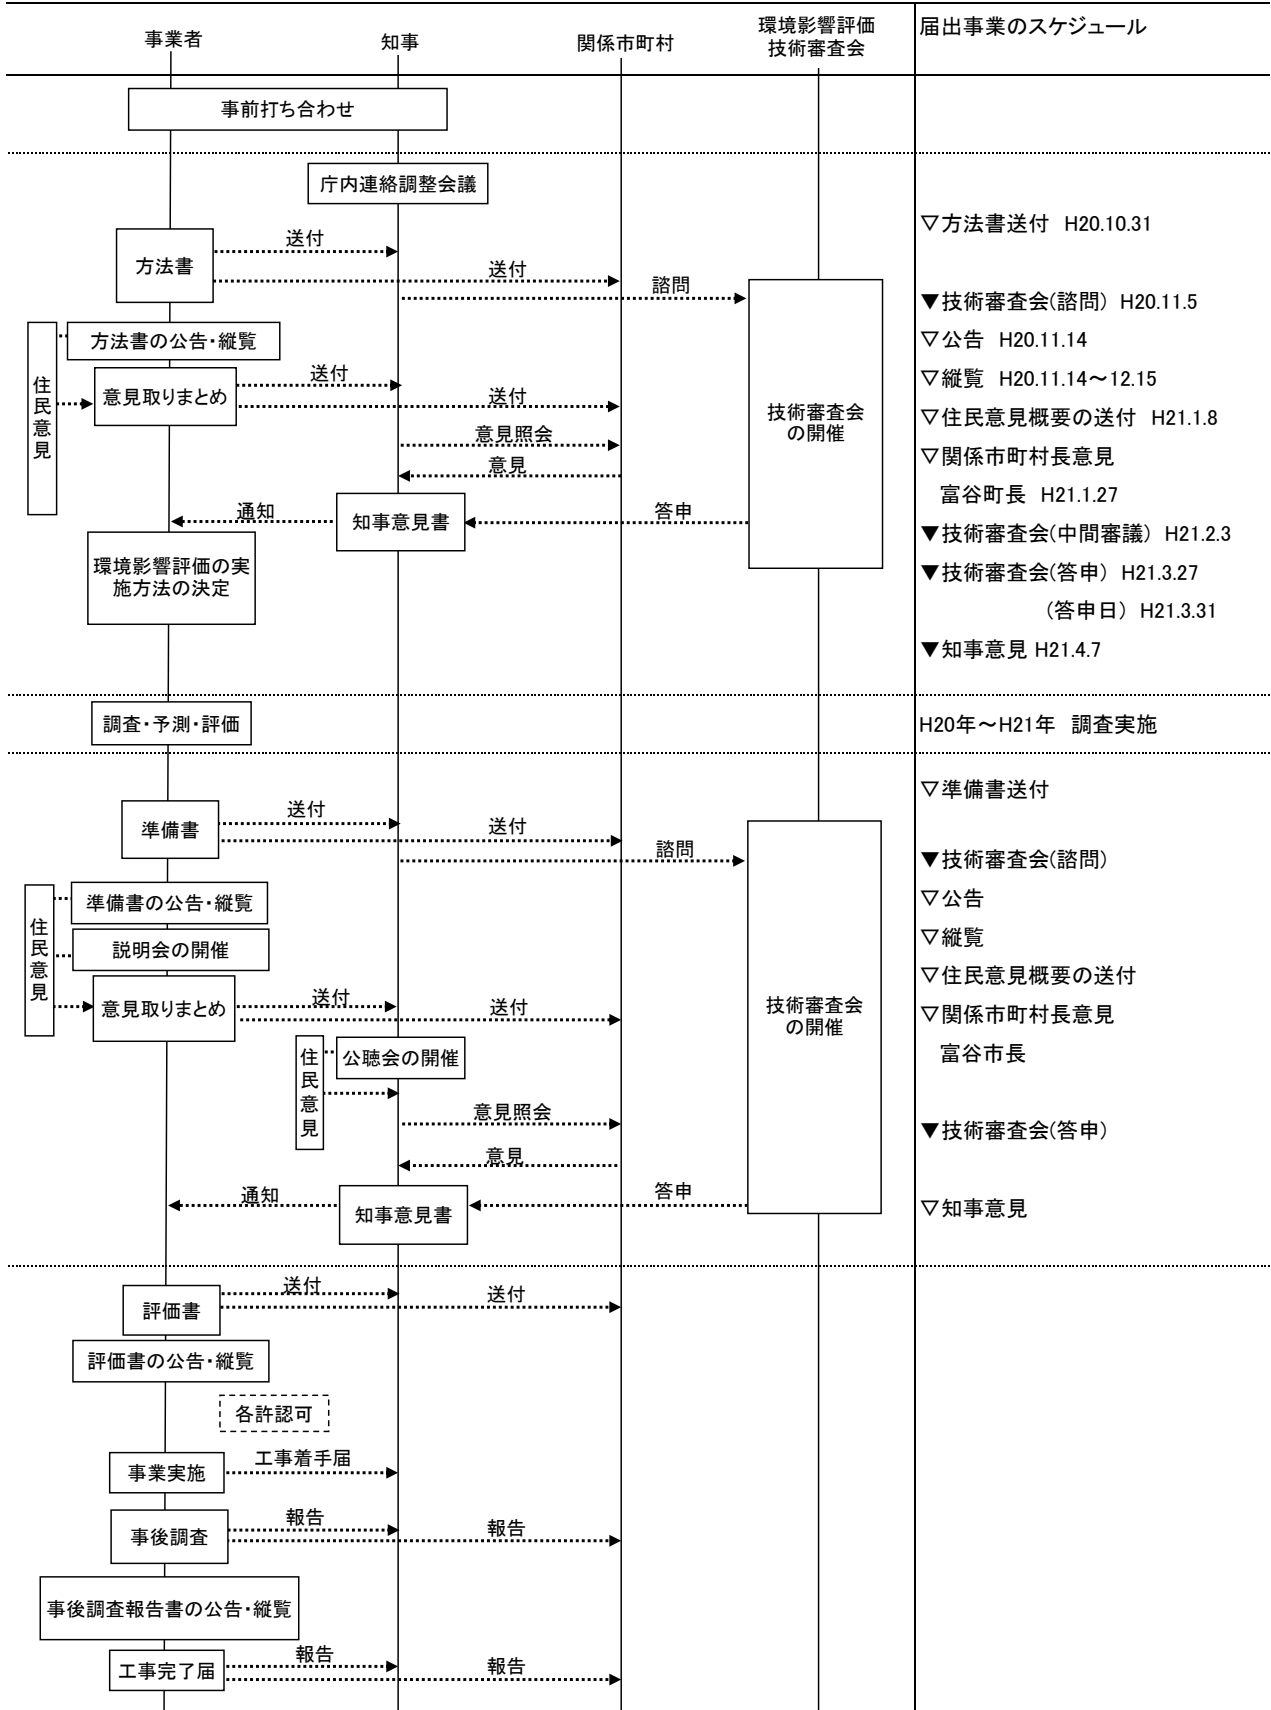 事業者
知事
関係市町村
環境影響評価
技術審査会
届出事業のスケジュール
事前打ち合わせ
庁内連絡調整会議
方法書
送付
送付
諮問
方法書の公告・縦覧
住民意見
意見取りまとめ
送付
送付
意見照会
意見
技術審査会
の開催
通知
知事意見書
答申
環境影響評価の実
施方法の決定
▽方法書送付 H20.10.31
▼技術審査会(諮問) H20.11.5
▽公告 H20.11.14
▽縦覧 H20.11.14～12.15
▽住民意見概要の送付 H21.1.8
▽関係市町村長意見
富谷町長 H21.1.27
▼技術審査会(中間審議) H21.2.3
▼技術審査会(答申) H21.3.27
(答申日) H21.3.31
▼知事意見 H21.4.7
調査・予測・評価
H20年～H21年 調査実施
準備書
送付
送付
諮問
準備書の公告・縦覧
住民意見
説明会の開催
意見取りまとめ
送付
送付
技術審査会
の開催
住民意見
公聴会の開催
意見照会
意見
通知
知事意見書
答申
▽準備書送付
▼技術審査会(諮問)
▽公告
▽縦覧
▽住民意見概要の送付
▽関係市町村長意見
富谷市長
▼技術審査会(答申)
▽知事意見
評価書
送付
送付
評価書の公告・縦覧
各許認可
事業実施
工事着手届
事後調査
報告
報告
事後調査報告書の公告・縦覧
工事完了届
報告
報告